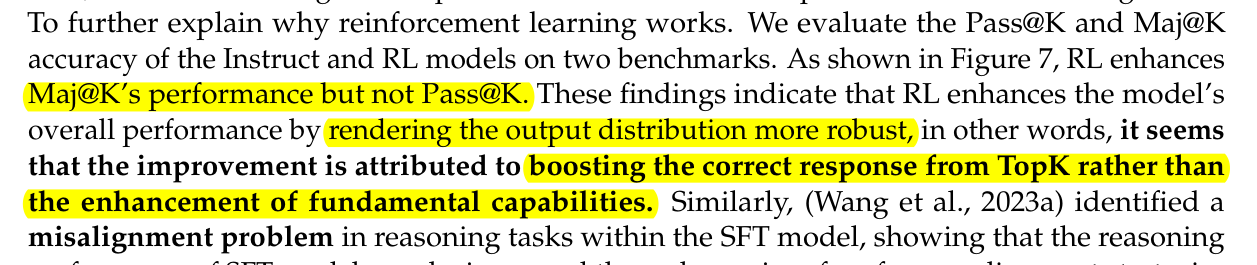 To further explain why reinforcement learning works. We evaluate the Pass@K and Maj@K
accuracy of the Instruct and RL models on two benchmarks. As shown in Figure 7, RL enhances
Maj@K's performance but not Pass@K. These findings indicate that RL enhances the model's
overall performance by rendering the output distribution more robust, in other words, it seems
that the improvement is attributed to boosting the correct response from TopK rather than
the enhancement of fundamental capabilities. Similarly, (Wang et al., 2023a) identified a
misalignment problem in reasoning tasks within the SFT model, showing that the reasoning